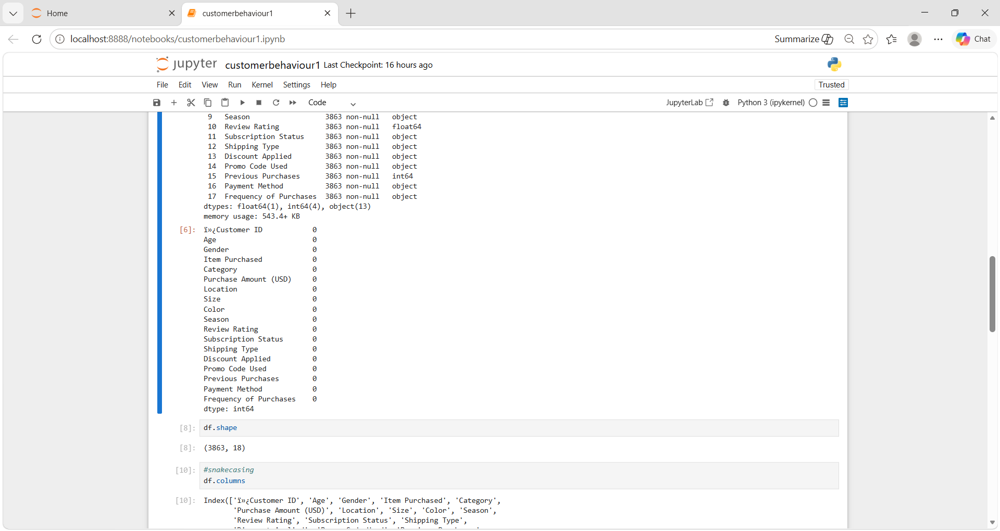 Home
customerbehaviour1
localhost:8888/notebooks/customerbehaviour1.ipynb
Summarize
Chat
jupyter customerbehaviour1 Last Checkpoint: 16 hours ago
File Edit View Run Kernel Settings Help
Trusted
Code
JupyterLab
Python 3 (ipykernel)
9 Season 3863 non-null object
10 Review Rating 3863 non-null float64
11 Subscription Status 3863 non-null object
12 Shipping Type 3863 non-null object
13 Discount Applied 3863 non-null object
14 Promo Code Used 3863 non-null object
15 Previous Purchases 3863 non-null int64
16 Payment Method 3863 non-null object
17 Frequency of Purchases 3863 non-null object
dtypes: float64(1), int64(4), object(13)
memory usage: 543.4+ KB
[6]: ï»¿Customer ID 0
Age 0
Gender 0
Item Purchased 0
Category 0
Purchase Amount (USD) 0
Location 0
Size 0
Color 0
Season 0
Review Rating 0
Subscription Status 0
Shipping Type 0
Discount Applied 0
Promo Code Used 0
Previous Purchases 0
Payment Method 0
Frequency of Purchases 0
dtype: int64
[8]: df.shape
[8]: (3863, 18)
[10]: #snakecasing
df.columns
[10]: Index(['ï»¿Customer ID', 'Age', 'Gender', 'Item Purchased', 'Category',
'Purchase Amount (USD)', 'Location', 'Size', 'Color', 'Season',
'Review Rating', 'Subscription Status', 'Shipping Type',